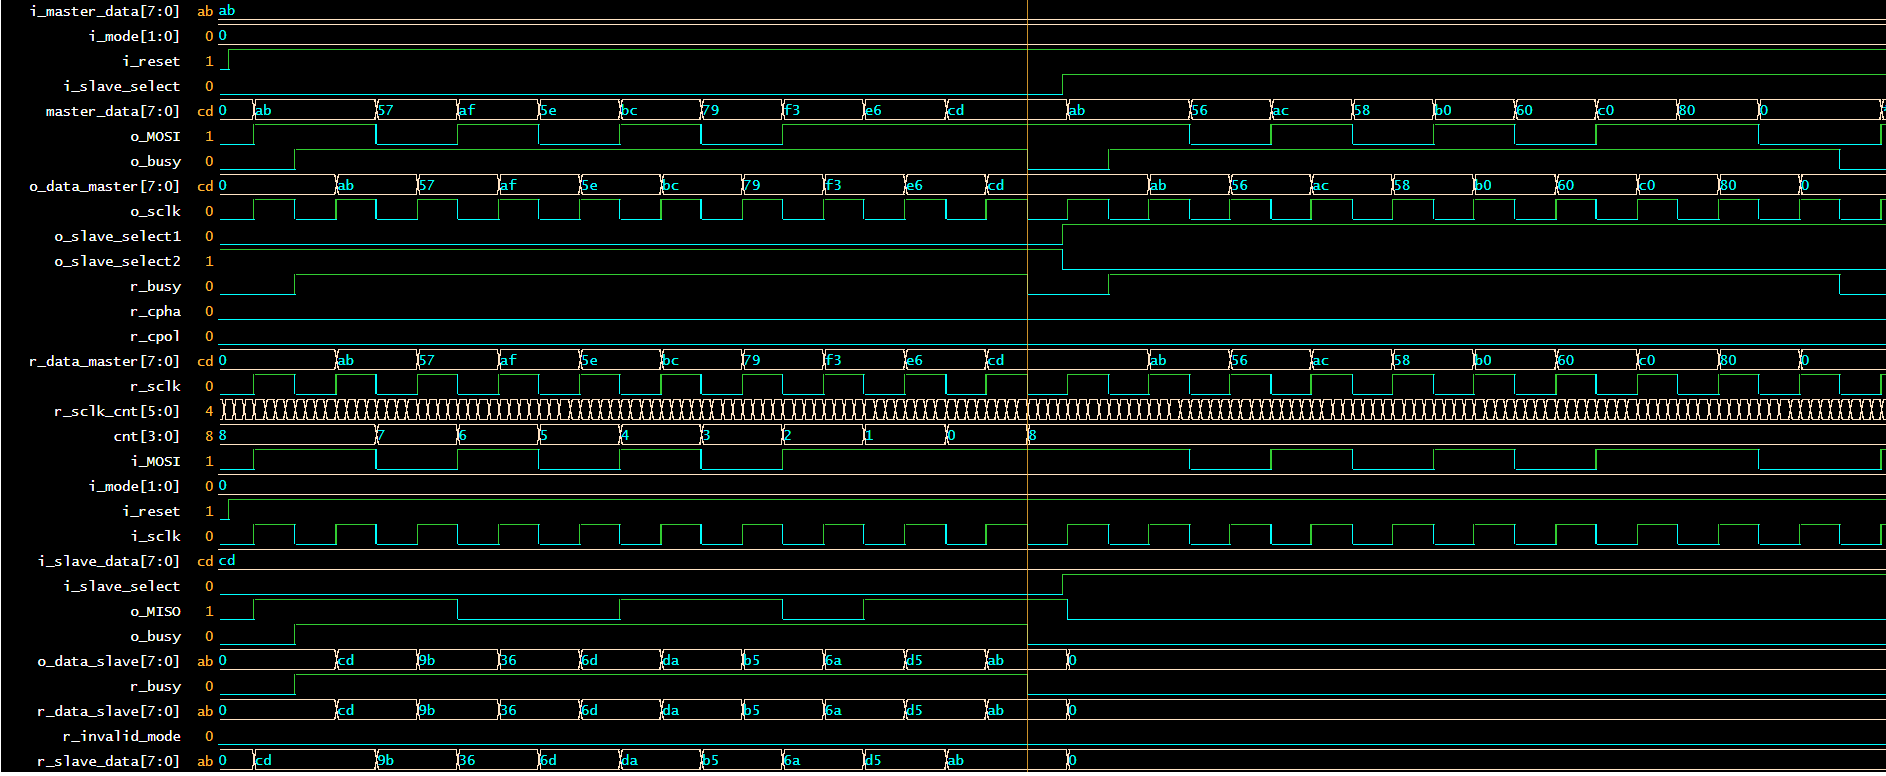 i_master_data[7:0] ab ab
i_mode[1:0] 0 0
i_reset 1
i_slave_select 0
master_data[7:0] cd 0 ab 57 af 5e bc 79 f3 e6 cd ab 56 ac 58 b0 60 c0 80 0
o_MOSI 1
o_busy 0
o_data_master[7:0] cd 0 ab 57 af 5e bc 79 f3 e6 cd ab 56 ac 58 b0 60 c0 80 0
o_sclk 0
o_slave_select1 0
o_slave_select2 1
r_busy 0
r_cpha 0
r_cpol 0
r_data_master[7:0] cd 0 ab 57 af 5e bc 79 f3 e6 cd ab 56 ac 58 b0 60 c0 80 0
r_sclk 0
r_sclk_cnt[5:0] 4
cnt[3:0] 8 8 7 6 5 4 3 2 1 0 8
i_MOSI 1
i_mode[1:0] 0 0
i_reset 1
i_sclk 0
i_slave_data[7:0] cd cd
i_slave_select 0
o_MISO 1
o_busy 0
o_data_slave[7:0] ab 0 cd 9b 36 6d da b5 6a d5 ab 0
r_busy 0
r_data_slave[7:0] ab 0 cd 9b 36 6d da b5 6a d5 ab 0
r_invalid_mode 0
r_slave_data[7:0] ab 0 cd 9b 36 6d da b5 6a d5 ab 0